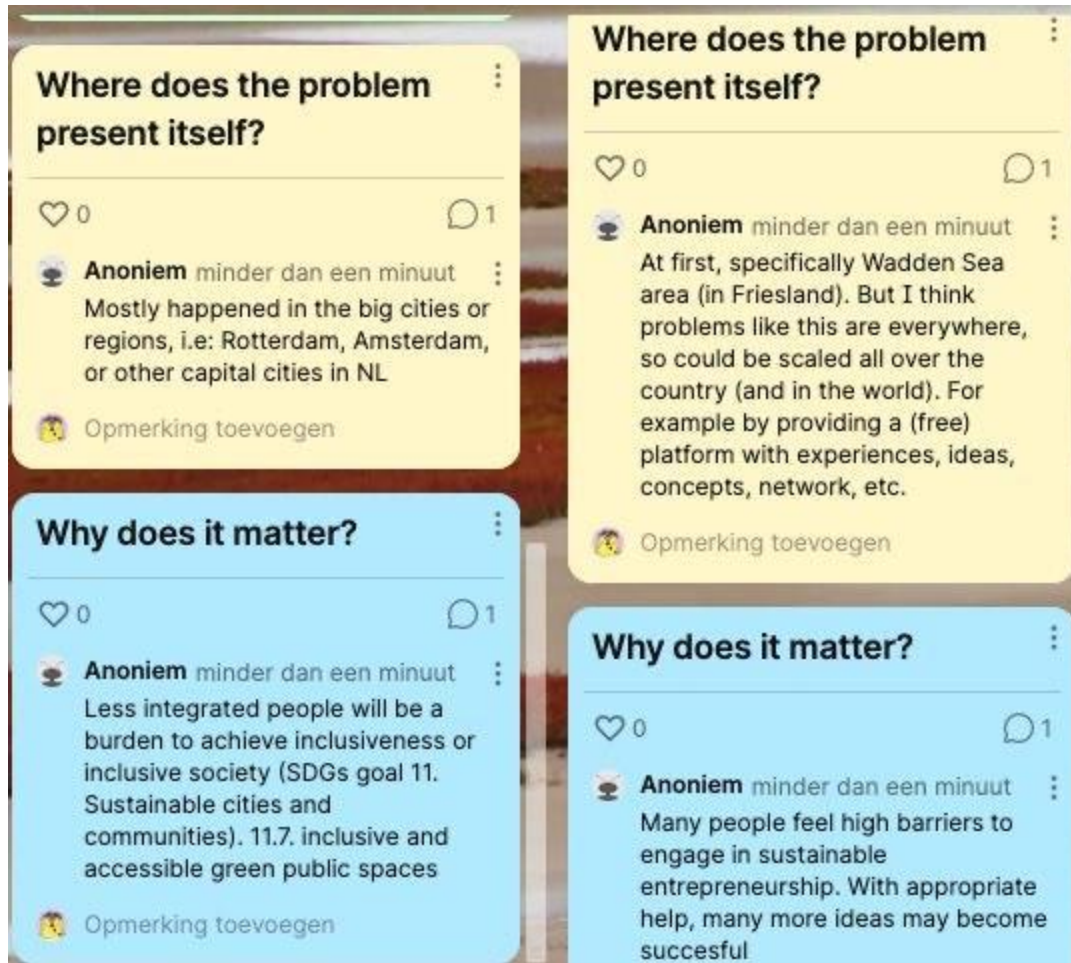 Where does the problem
present itself?
0
1
Anoniem minder dan een minuut
Mostly happened in the big cities or
regions, i.e: Rotterdam, Amsterdam,
or other capital cities in NL
Opmerking toevoegen
Why does it matter?
0
1
Anoniem minder dan een minuut
Less integrated people will be a
burden to achieve inclusiveness or
inclusive society (SDGs goal 11.
Sustainable cities and
communities). 11.7. inclusive and
accessible green public spaces
Opmerking toevoegen
Where does the problem
present itself?
0
1
Anoniem minder dan een minuut
At first, specifically Wadden Sea
area (in Friesland). But I think
problems like this are everywhere,
so could be scaled all over the
country (and in the world). For
example by providing a (free)
platform with experiences, ideas,
concepts, network, etc.
Opmerking toevoegen
Why does it matter?
0
1
Anoniem minder dan een minuut
Many people feel high barriers to
engage in sustainable
entrepreneurship. With appropriate
help, many more ideas may become
succesful